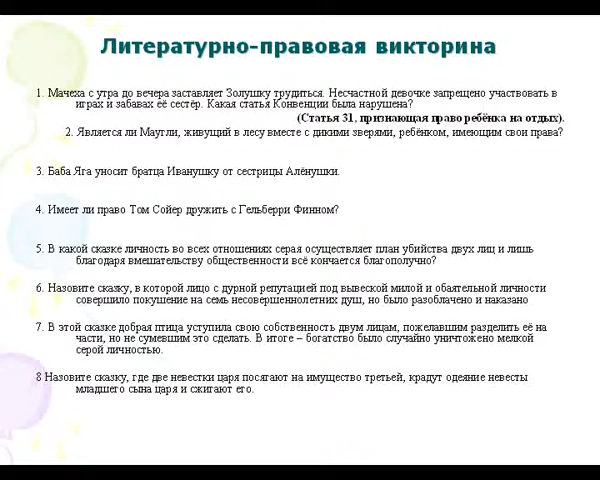 Литературно-правовая викторина
1. Мачеха с утра до вечера заставляет Золушку трудиться. Несчастной девочке запрещено участвовать в
играх и забавах её сестёр. Какая статья Конвенции была нарушена?
(Статья 31, признающая право ребёнка на отдых).
2. Является ли Маугли, живущий в лесу вместе с дикими зверями, ребёнком, имеющим свои права?
3. Баба Яга уносит братца Иванушку от сестрицы Алёнушки.
4. Имеет ли право Том Сойер дружить с Гельберри Финном?
5. В какой сказке личность во всех отношениях серая осуществляет план убийства двух лиц и лишь
благодаря вмешательству общественности всё кончается благополучно?
6. Назовите сказку, в которой лицо с дурной репутацией под вывеской милой и обаятельной личности
совершило покушение на семь несовершеннолетних душ, но было разоблачено и наказано
7. В этой сказке добрая птица уступила свою собственность двум лицам, пожелавшим разделить её на
части, но не сумевшим это сделать. В итоге – богатство было случайно уничтожено мелкой
серой личностью.
8 Назовите сказку, где две невестки царя посягают на имущество третьей, крадут одеяние невесты
младшего сына царя и сжигают его.